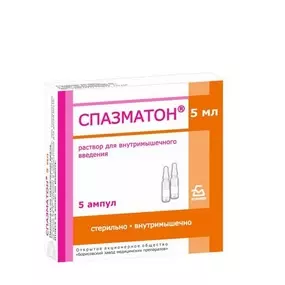 СПАЗМАТОН®
5 мл
раствор для внутримышечного
введения
5 ампул
стерильно • внутримышечно
Открытое акционерное общество
«Борисовский завод медицинских препаратов»